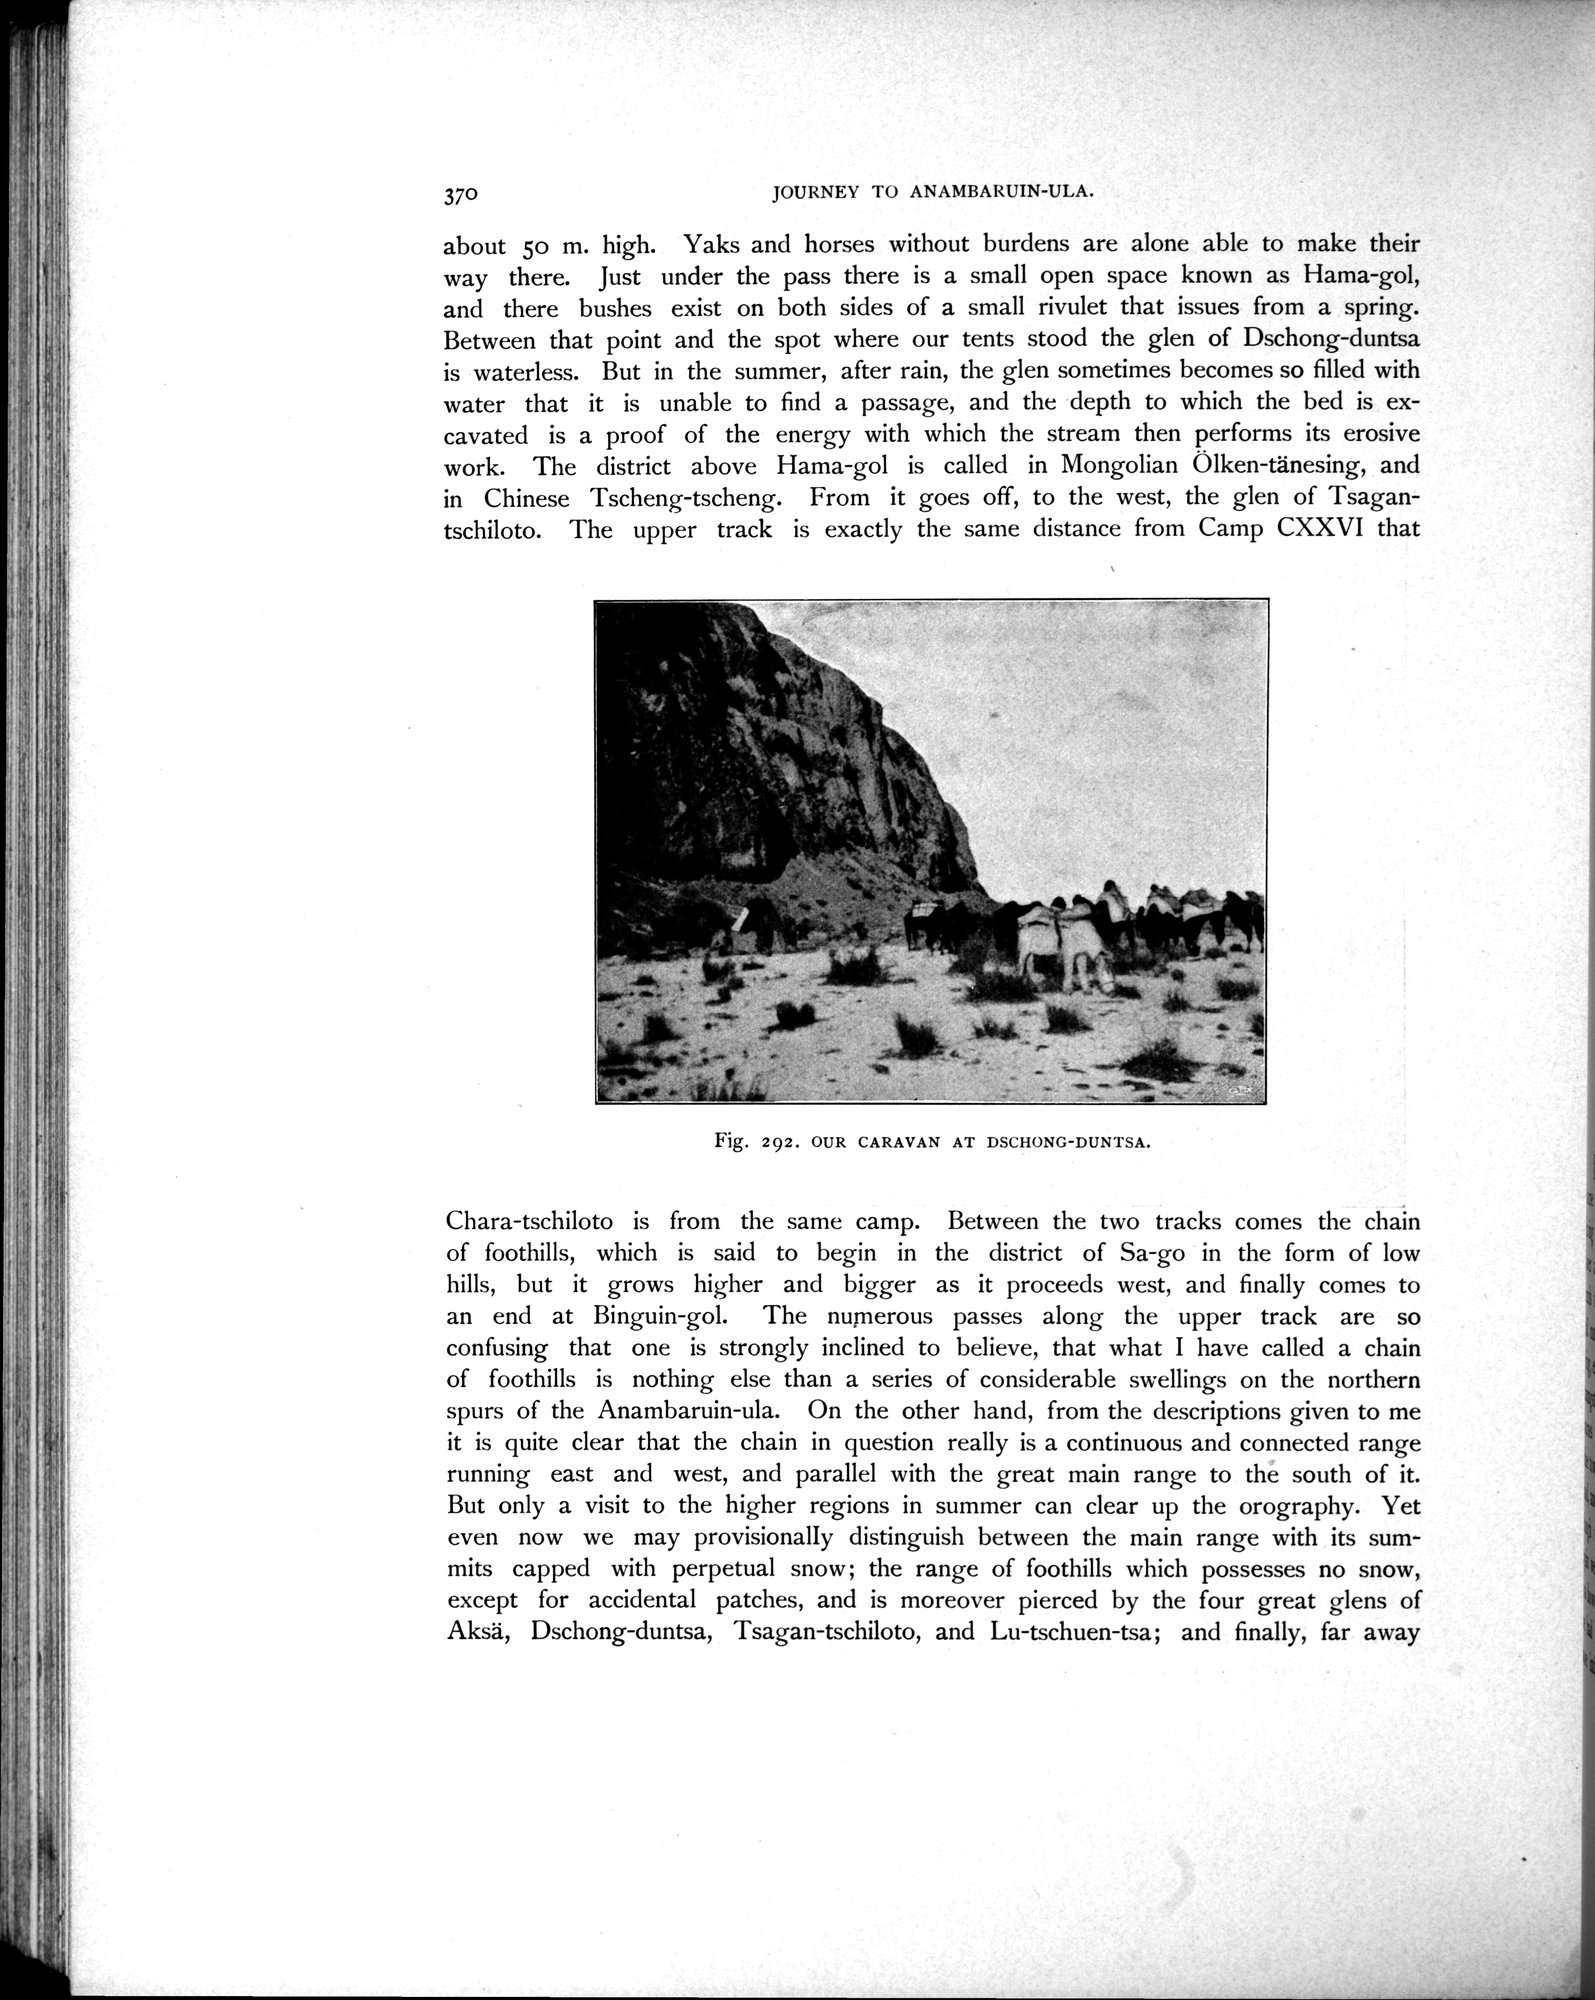 370
JOURNEY TO ANAMBARUIN-ULA.
about 50 m. high. Yaks and horses without burdens are alone able to make their
way there. Just under the pass there is a small open space known as Hama-gol,
and there bushes exist on both sides of a small rivulet that issues from a spring.
Between that point and the spot where our tents stood the glen of Dschong-duntsa
is waterless. But in the summer, after rain, the glen sometimes becomes so filled with
water that it is unable to find a passage, and the depth to which the bed is ex-
cavated is a proof of the energy with which the stream then performs its erosive
work. The district above Hama-gol is called in Mongolian Ölken-tänesing, and
in Chinese Tscheng-tscheng. From it goes off, to the west, the glen of Tsagan-
tschiloto. The upper track is exactly the same distance from Camp CXXVI that
Fig. 292. OUR CARAVAN AT DSCHONG-DUNTSA.
Chara-tschiloto is from the same camp. Between the two tracks comes the chain
of foothills, which is said to begin in the district of Sa-go in the form of low
hills, but it grows higher and bigger as it proceeds west, and finally comes to
an end at Binguin-gol. The numerous passes along the upper track are so
confusing that one is strongly inclined to believe, that what I have called a chain
of foothills is nothing else than a series of considerable swellings on the northern
spurs of the Anambaruin-ula. On the other hand, from the descriptions given to me
it is quite clear that the chain in question really is a continuous and connected range
running east and west, and parallel with the great main range to the south of it.
But only a visit to the higher regions in summer can clear up the orography. Yet
even now we may provisionally distinguish between the main range with its sum-
mits capped with perpetual snow; the range of foothills which possesses no snow,
except for accidental patches, and is moreover pierced by the four great glens of
Aksä, Dschong-duntsa, Tsagan-tschiloto, and Lu-tschuen-tsa; and finally, far away